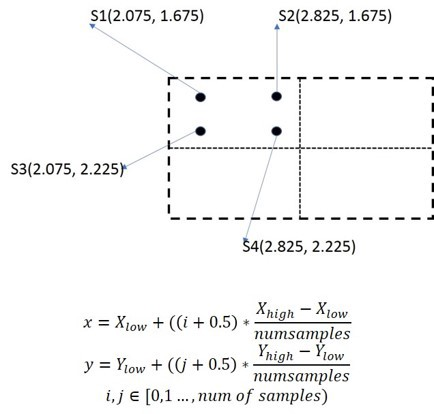 S1(2.075, 1.675)
S2(2.825, 1.675)
S3(2.075, 2.225)
S4(2.825, 2.225)
x = X_low + ((i + 0.5) * (X_high − X_low)/numsamples
y = Y_low + ((j + 0.5) * (Y_high − Y_low)/numsamples
i, j ∈ [0,1 …, num of samples)